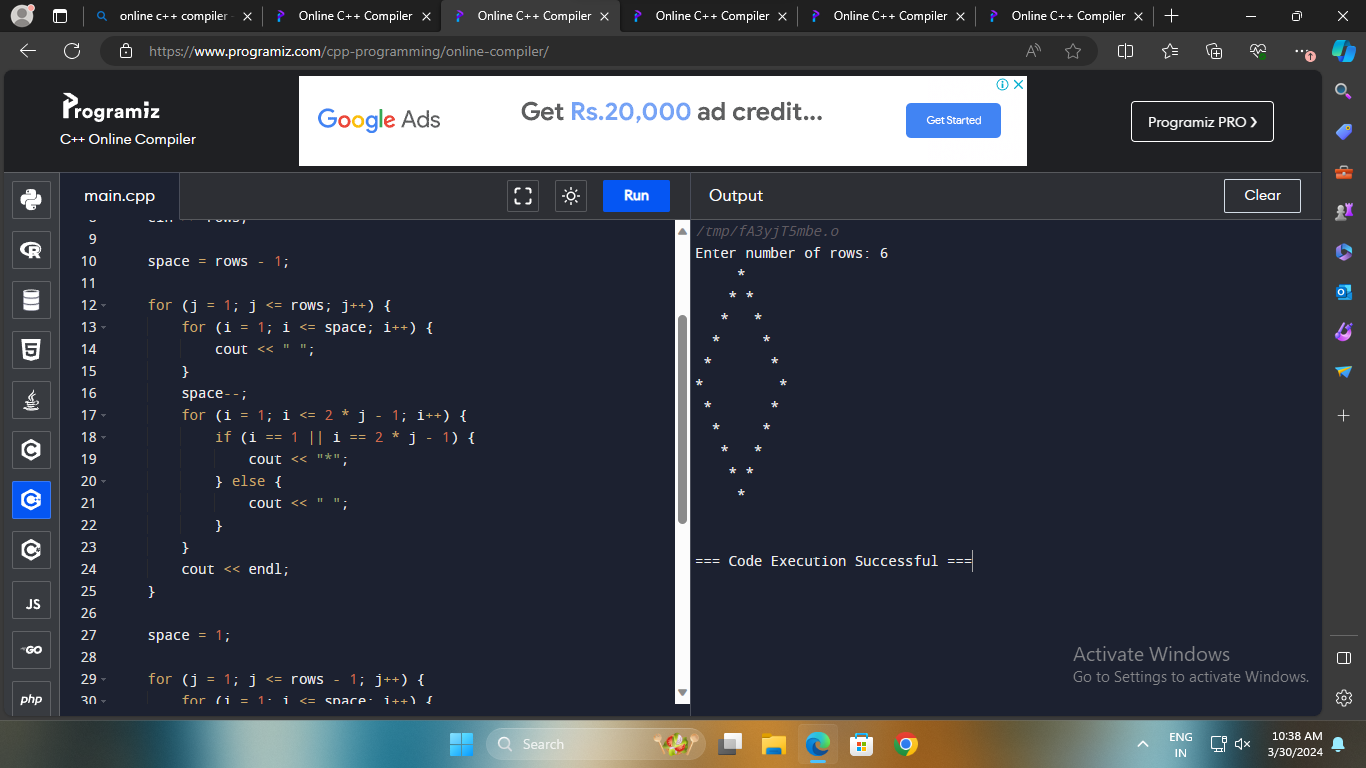 online c++ compiler
Online C++ Compiler
Online C++ Compiler
Online C++ Compiler
Online C++ Compiler
Online C++ Compiler
https://www.programiz.com/cpp-programming/online-compiler/
Programiz
C++ Online Compiler
Google Ads
Get Rs.20,000 ad credit...
Get Started
Programiz PRO ❯
main.cpp
Run
Output
Clear
8 cin >> rows;
9
10 space = rows - 1;
11
12 for (j = 1; j <= rows; j++) {
13 for (i = 1; i <= space; i++) {
14 cout << " ";
15 }
16 space--;
17 for (i = 1; i <= 2 * j - 1; i++) {
18 if (i == 1 || i == 2 * j - 1) {
19 cout << "*";
20 } else {
21 cout << " ";
22 }
23 }
24 cout << endl;
25 }
26
27 space = 1;
28
29 for (j = 1; j <= rows - 1; j++) {
30 for (i = 1; i <= space; i++) {
/tmp/fA3yjT5mbe.o
Enter number of rows: 6
     *
    * *
   *   *
  *     *
 *       *
*         *
 *       *
  *     *
   *   *
    * *
     *
=== Code Execution Successful ===
Activate Windows
Go to Settings to activate Windows.
JS
GO
php
Search
ENG
IN
10:38 AM
3/30/2024